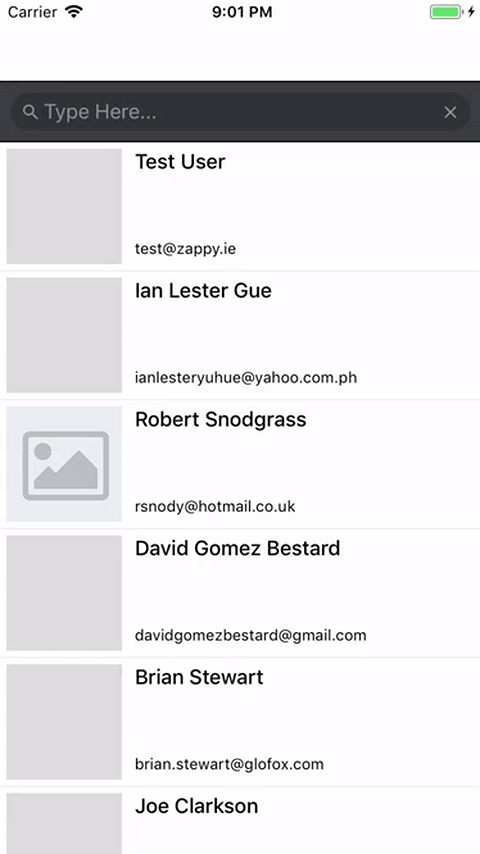 Carrier 9:01 PM
Type Here...
Test User
test@zappy.ie
Ian Lester Gue
ianlesteryuhue@yahoo.com.ph
Robert Snodgrass
rsnody@hotmail.co.uk
David Gomez Bestard
davidgomezbestard@gmail.com
Brian Stewart
brian.stewart@glofox.com
Joe Clarkson